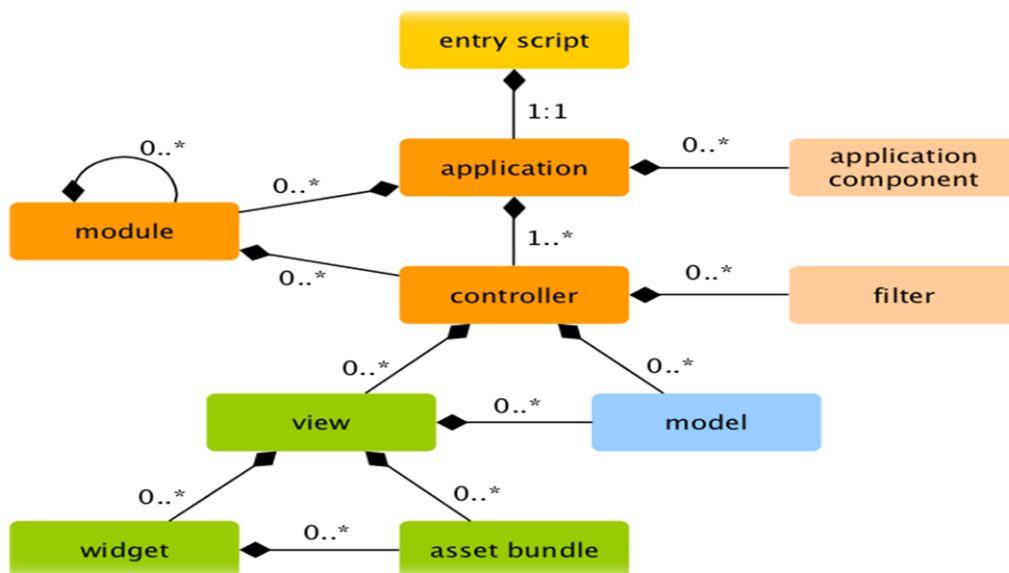 entry script
1:1
0..*
application
0..*
application
component
0..*
module
1..*
0..*
controller
0..*
filter
0..*
0..*
view
0..*
model
0..*
0..*
widget
0..*
asset bundle